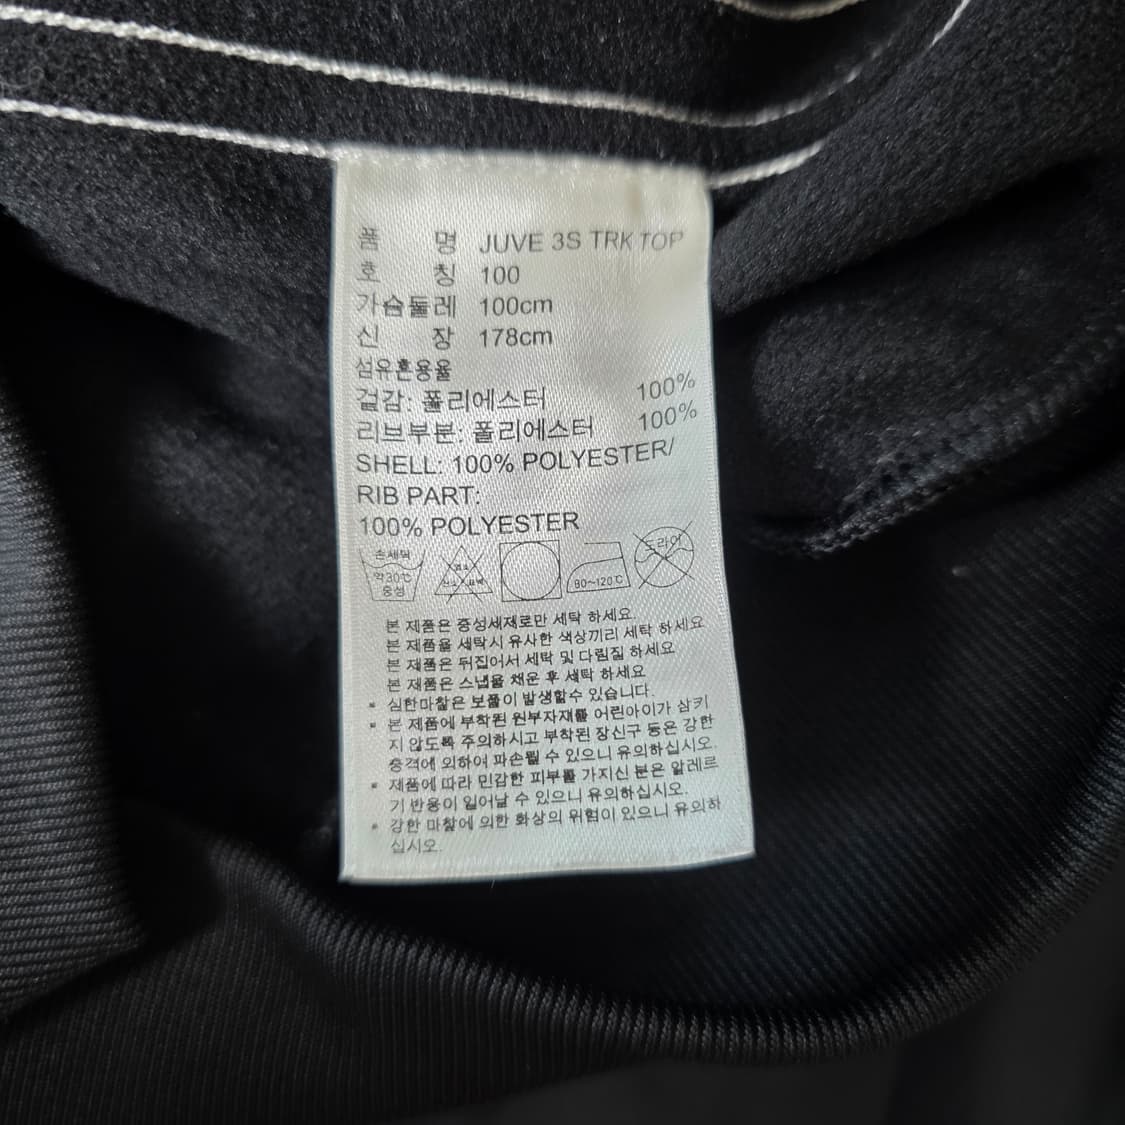 품 명 JUVE 3S TRK TOP
호 칭 100
가슴둘레 100cm
신 장 178cm
섬유혼용율
겉감: 폴리에스터 100%
리브부분: 폴리에스터 100%
SHELL: 100% POLYESTER/
RIB PART:
100% POLYESTER
손세탁 약30℃ 중성 염소 산소표백 80~120℃ 드라이
본 제품은 중성세제로만 세탁 하세요.
본 제품을 세탁시 유사한 색상끼리 세탁 하세요
본 제품은 뒤집어서 세탁 및 다림질 하세요
본 제품은 스냅을 채운 후 세탁 하세요
* 심한마찰은 보풀이 발생할수 있습니다.
* 본 제품에 부착된 원부자재를 어린아이가 삼키
지 않도록 주의하시고 부착된 장신구 등은 강한
충격에 의하여 파손될 수 있으니 유의하십시오.
* 제품에 따라 민감한 피부를 가지신 분은 알레르
기 반응이 일어날 수 있으니 유의하십시오.
* 강한 마찰에 의한 화상의 위험이 있으니 유의하
십시오.